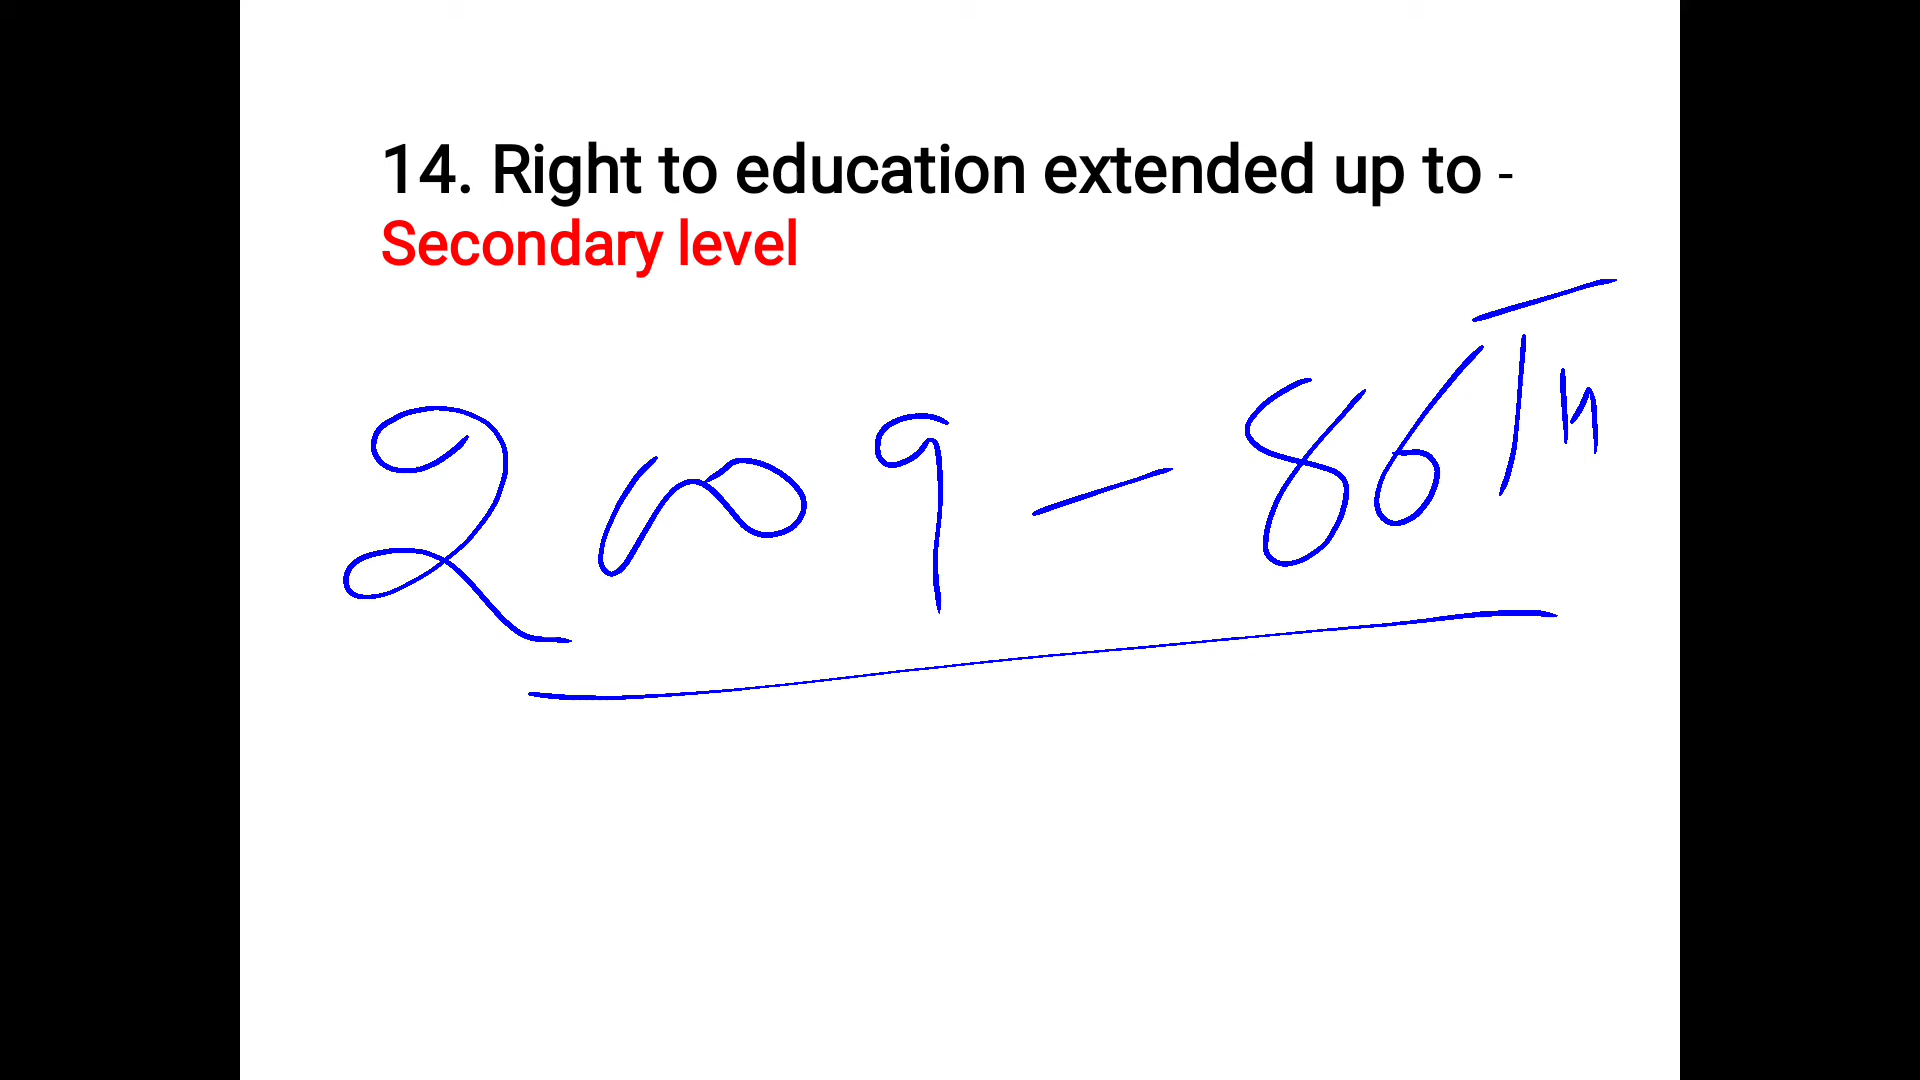 14. Right to education extended up to -
Secondary level
2009 - 86Th